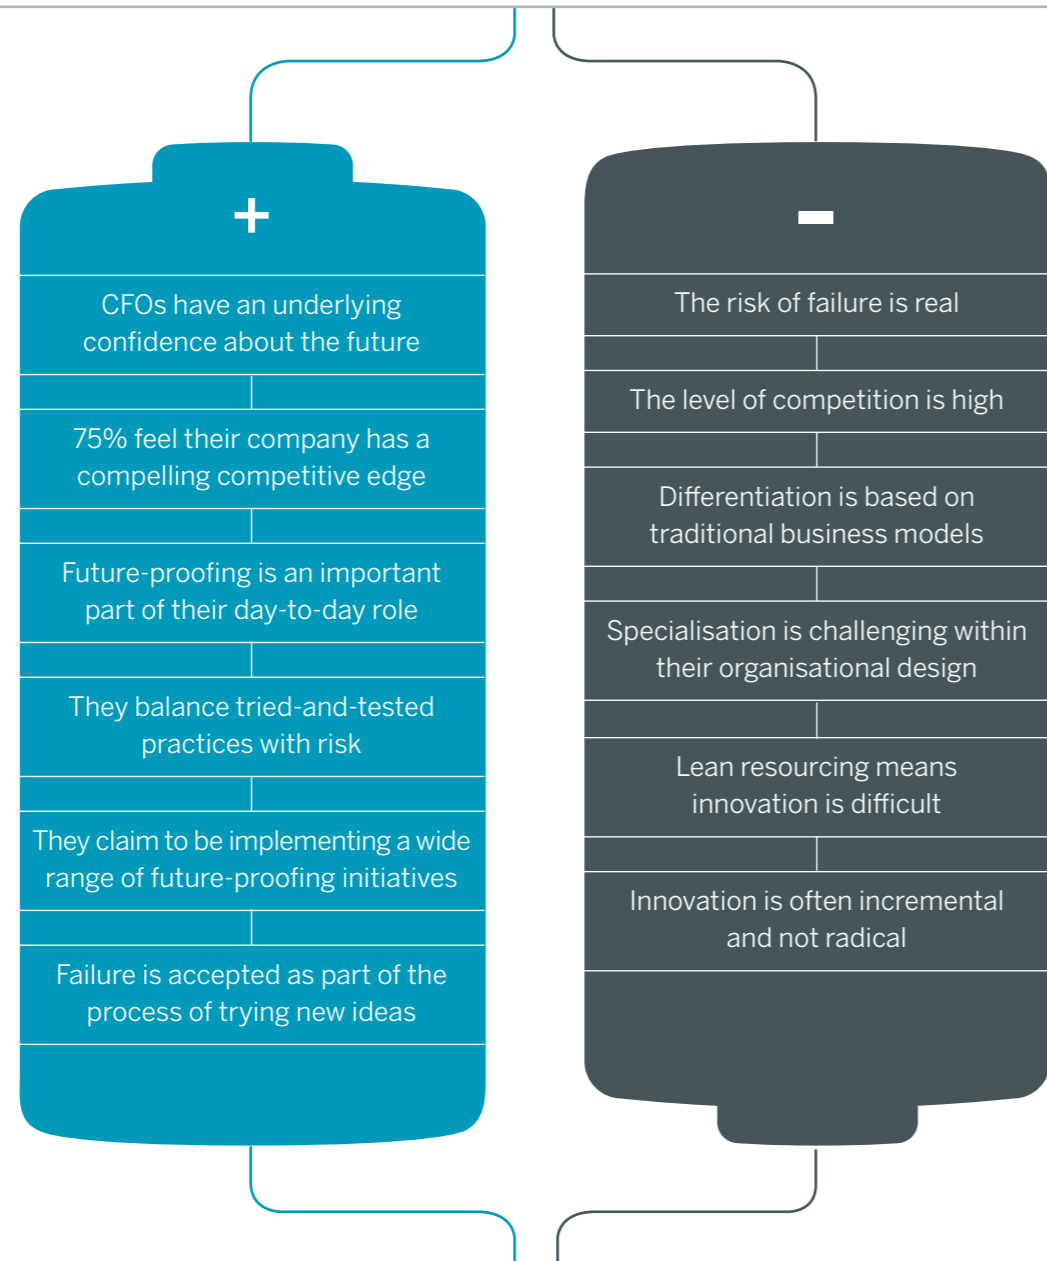 +
CFOs have an underlying
confidence about the future
75% feel their company has a
compelling competitive edge
Future-proofing is an important
part of their day-to-day role
They balance tried-and-tested
practices with risk
They claim to be implementing a wide
range of future-proofing initiatives
Failure is accepted as part of the
process of trying new ideas
-
The risk of failure is real
The level of competition is high
Differentiation is based on
traditional business models
Specialisation is challenging within
their organisational design
Lean resourcing means
innovation is difficult
Innovation is often incremental
and not radical